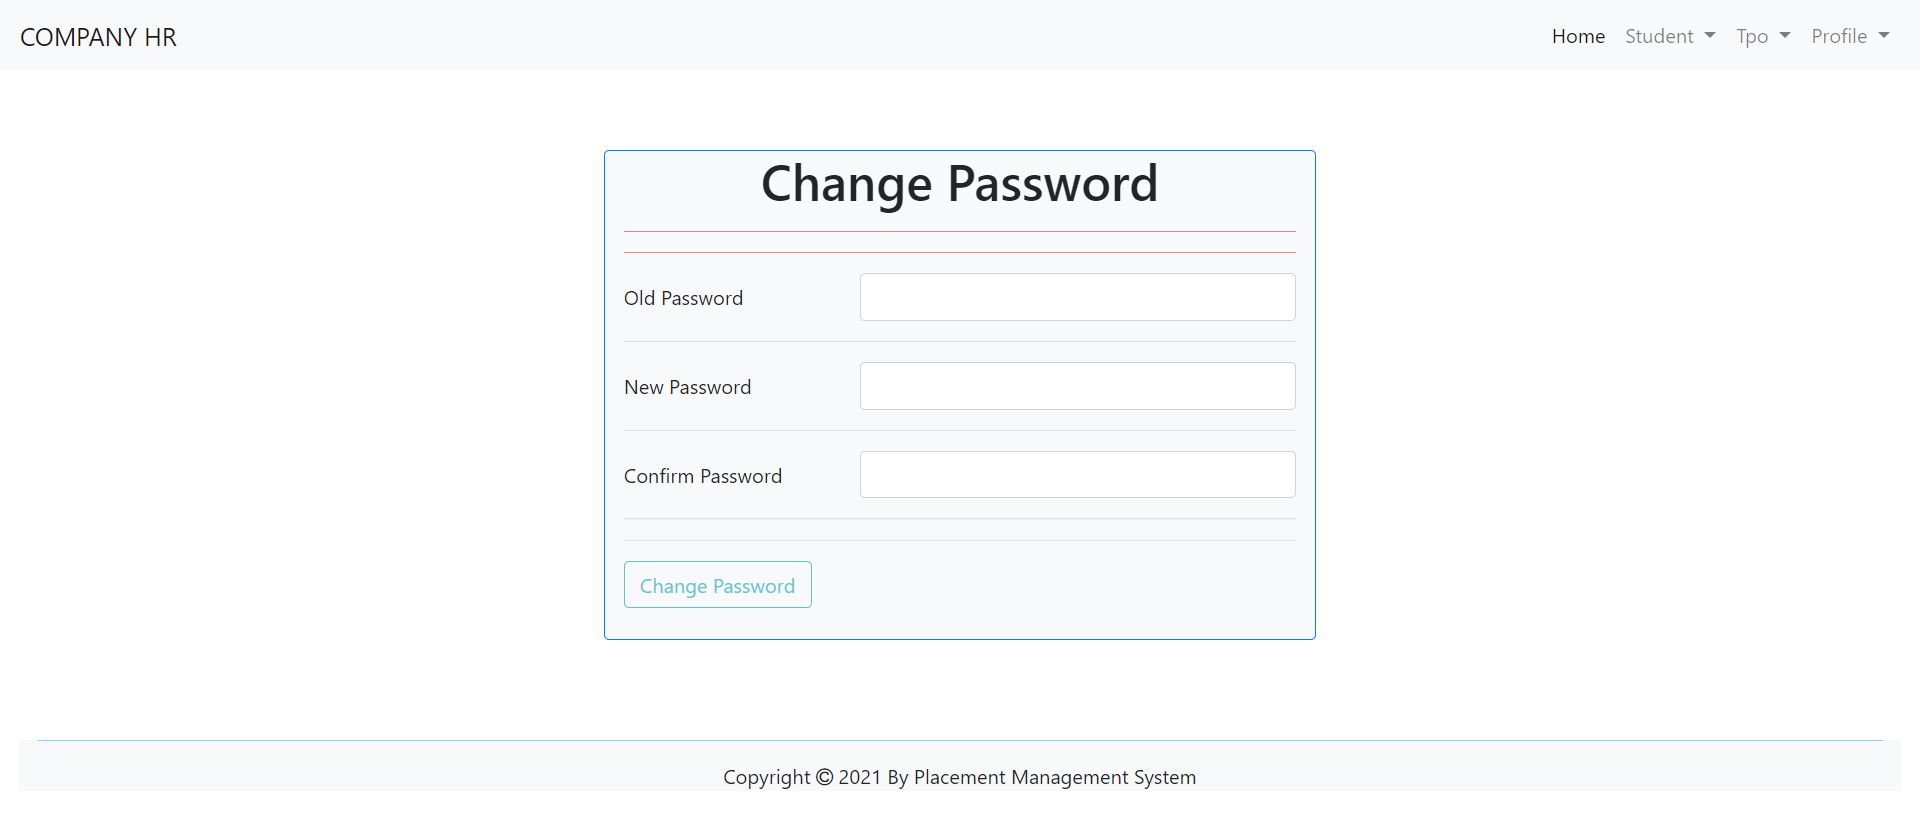 COMPANY HR
Home Student Tpo Profile
Change Password
Old Password
New Password
Confirm Password
Change Password
Copyright © 2021 By Placement Management System